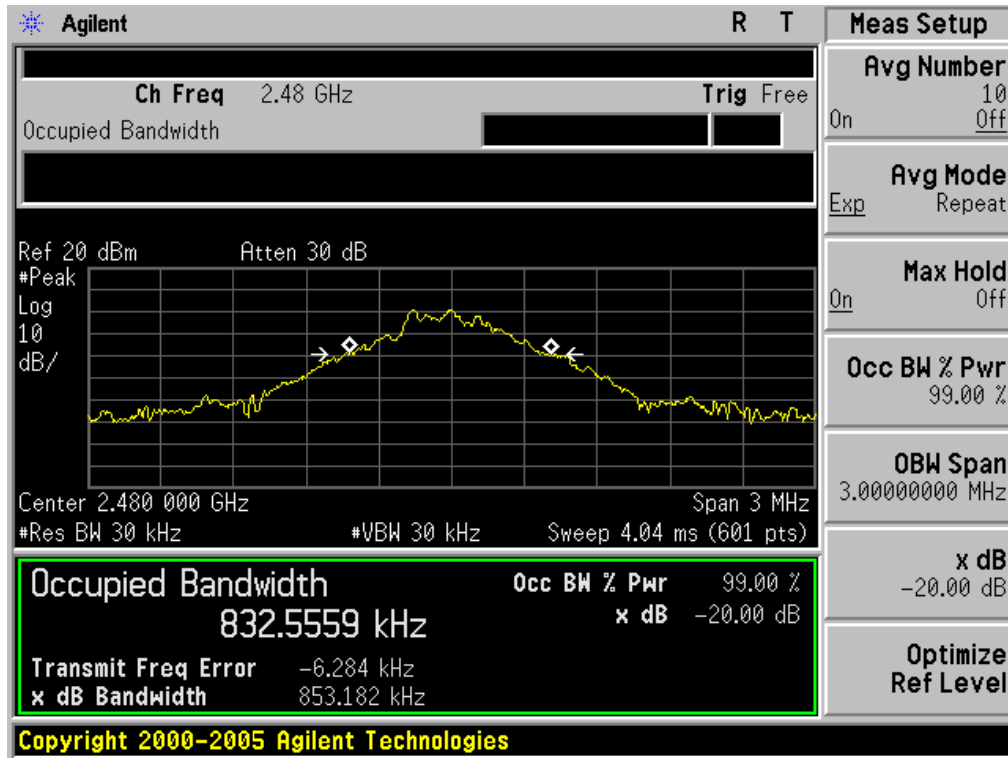 Agilent R T
Ch Freq 2.48 GHz Trig Free
Occupied Bandwidth
Ref 20 dBm Atten 30 dB
#Peak
Log
10
dB/
Center 2.480 000 GHz Span 3 MHz
#Res BW 30 kHz #VBW 30 kHz Sweep 4.04 ms (601 pts)
Occupied Bandwidth Occ BW % Pwr 99.00 %
832.5559 kHz x dB -20.00 dB
Transmit Freq Error -6.284 kHz
x dB Bandwidth 853.182 kHz
Copyright 2000-2005 Agilent Technologies
Meas Setup
Avg Number
10
On Off
Avg Mode
Exp Repeat
Max Hold
On Off
Occ BW % Pwr
99.00 %
OBW Span
3.00000000 MHz
x dB
-20.00 dB
Optimize
Ref Level